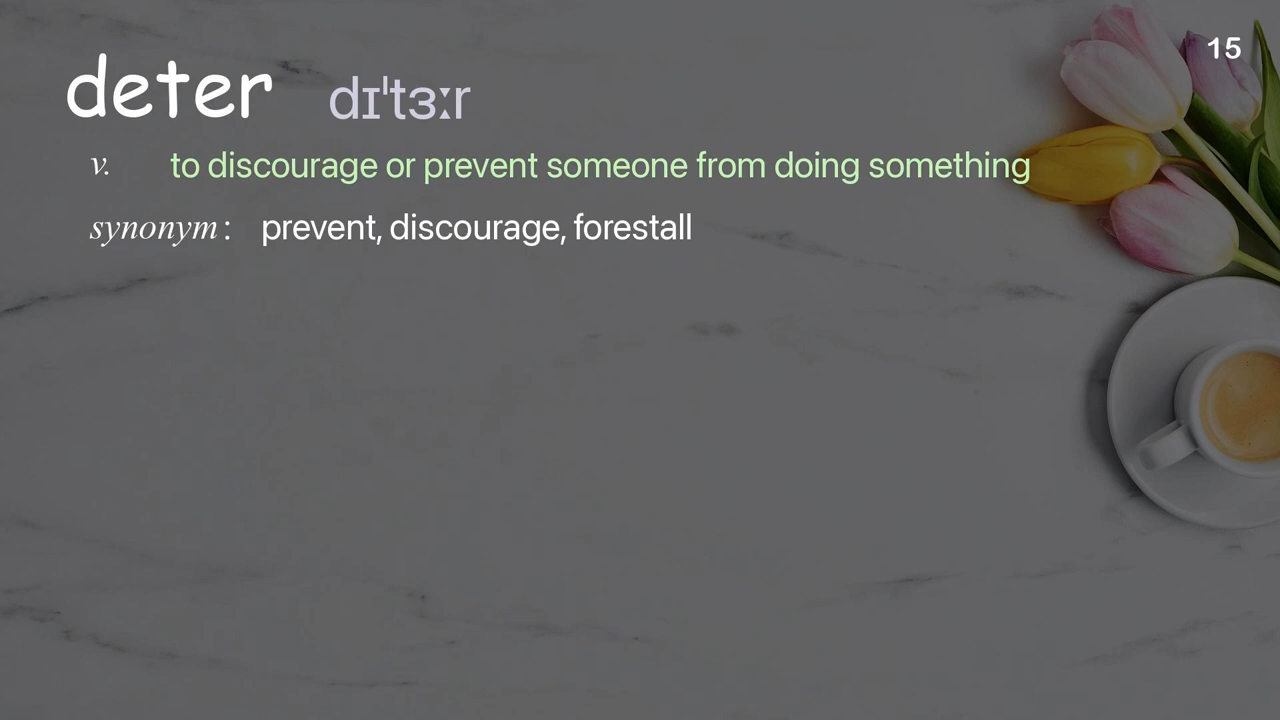 15
deter dɪˈtɜːr
v. to discourage or prevent someone from doing something
synonym: prevent, discourage, forestall